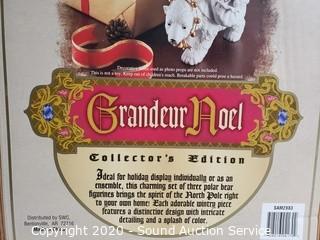 Decorative items used as photo props are not included
This is not a toy. Keep out of children's reach. Breakable parts could pose a hazard
Grandeur Noel
Collector's Edition
Ideal for holiday display individually or as an
ensemble, this charming set of three polar bear
figurines brings the spirit of the North Pole right
to your own home. Each adorable wintry piece
features a distinctive design with intricate
detailing and a splash of color.
Distributed by SWC,
Bentonville, AR 72716
SAM2983
Copyright 2020 - Sound Auction Service